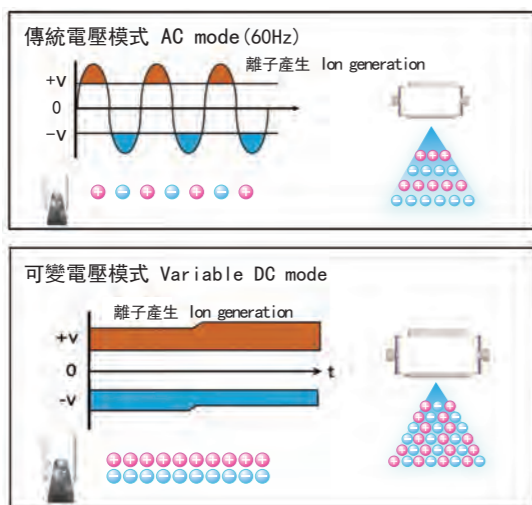 傳統電壓模式 AC mode(60Hz)
離子產生 Ion generation
+v
0
-v
可變電壓模式 Variable DC mode
離子產生 Ion generation
+v
0
t
-v